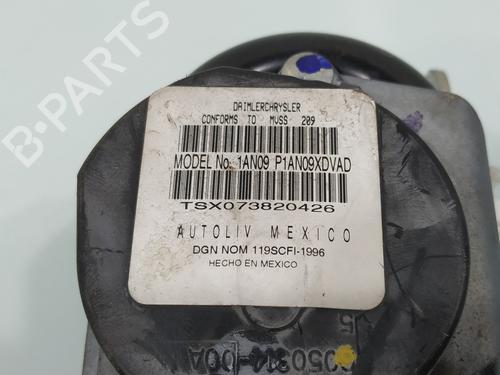 DAIMLERCHRYSLER
CONFORMS TO MVSS 209
MODEL No. 1AN09 P1AN09XDVAD
TSX073820426
AUTOLIV MEXICO
DGN NOM 119SCFI-1996
HECHO EN MEXICO